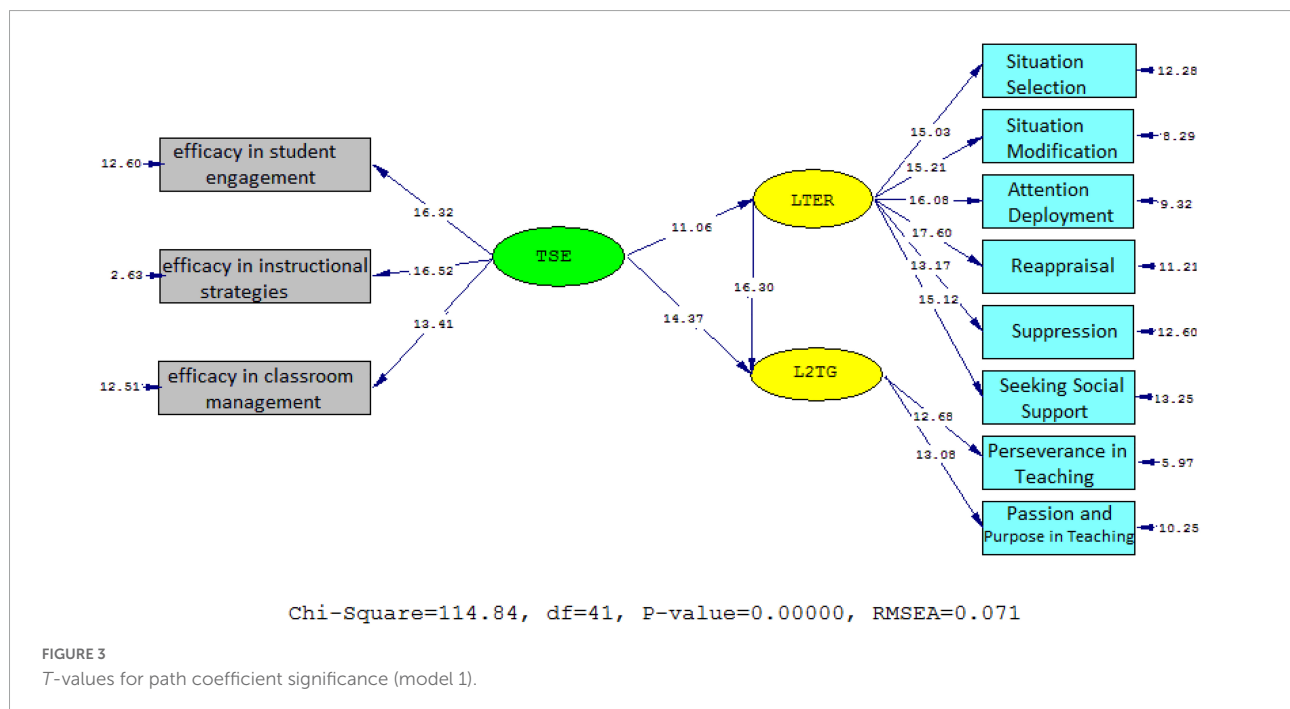 Situation
Selection
12.28
15.03
Situation
Modification
8.29
efficacy in student
engagement
12.60
15.21
LTER
16.08
Attention
Deployment
9.32
16.32
11.06
17.60
TSE
Reappraisal
11.21
efficacy in instructional
strategies
2.63
16.52
13.17
16.30
15.12
14.37
13.41
Suppression
12.60
efficacy in classroom
management
12.51
L2TG
Seeking Social
Support
13.25
12.68
13.08
Perseverance in
Teaching
5.97
Passion and
Purpose in Teaching
10.25
Chi-Square=114.84, df=41, P-value=0.00000, RMSEA=0.071
FIGURE 3
T-values for path coefficient significance (model 1).